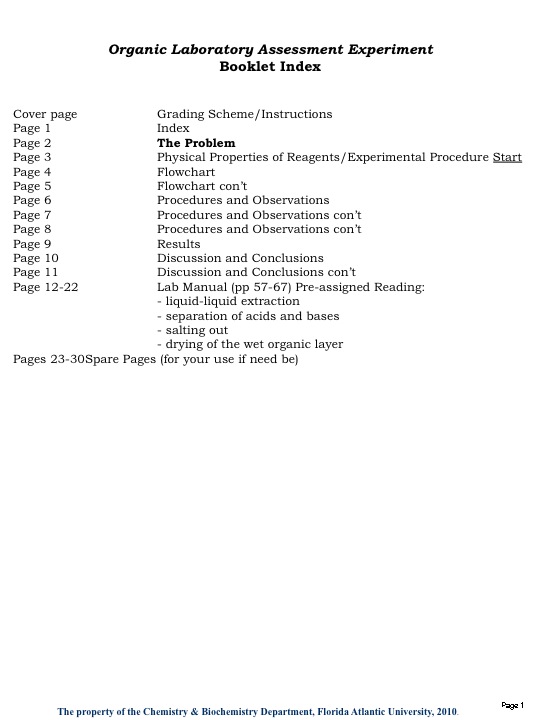 Organic Laboratory Assessment Experiment
Booklet Index
Cover page Grading Scheme/Instructions
Page 1 Index
Page 2 The Problem
Page 3 Physical Properties of Reagents/Experimental Procedure Start
Page 4 Flowchart
Page 5 Flowchart con’t
Page 6 Procedures and Observations
Page 7 Procedures and Observations con’t
Page 8 Procedures and Observations con’t
Page 9 Results
Page 10 Discussion and Conclusions
Page 11 Discussion and Conclusions con’t
Page 12-22 Lab Manual (pp 57-67) Pre-assigned Reading:
- liquid-liquid extraction
- separation of acids and bases
- salting out
- drying of the wet organic layer
Pages 23-30Spare Pages (for your use if need be)
Page 1
The property of the Chemistry & Biochemistry Department, Florida Atlantic University, 2010.